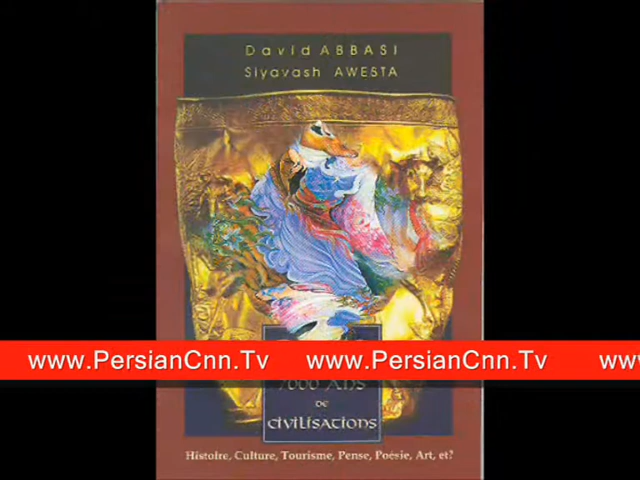 David ABBASI
Siyavash AWESTA
www.PersianCnn.Tv www.PersianCnn.Tv www
7000 ANS
DE
CIVILISATIONS
Histoire, Culture, Tourisme, Pense, Poésie, Art, et?